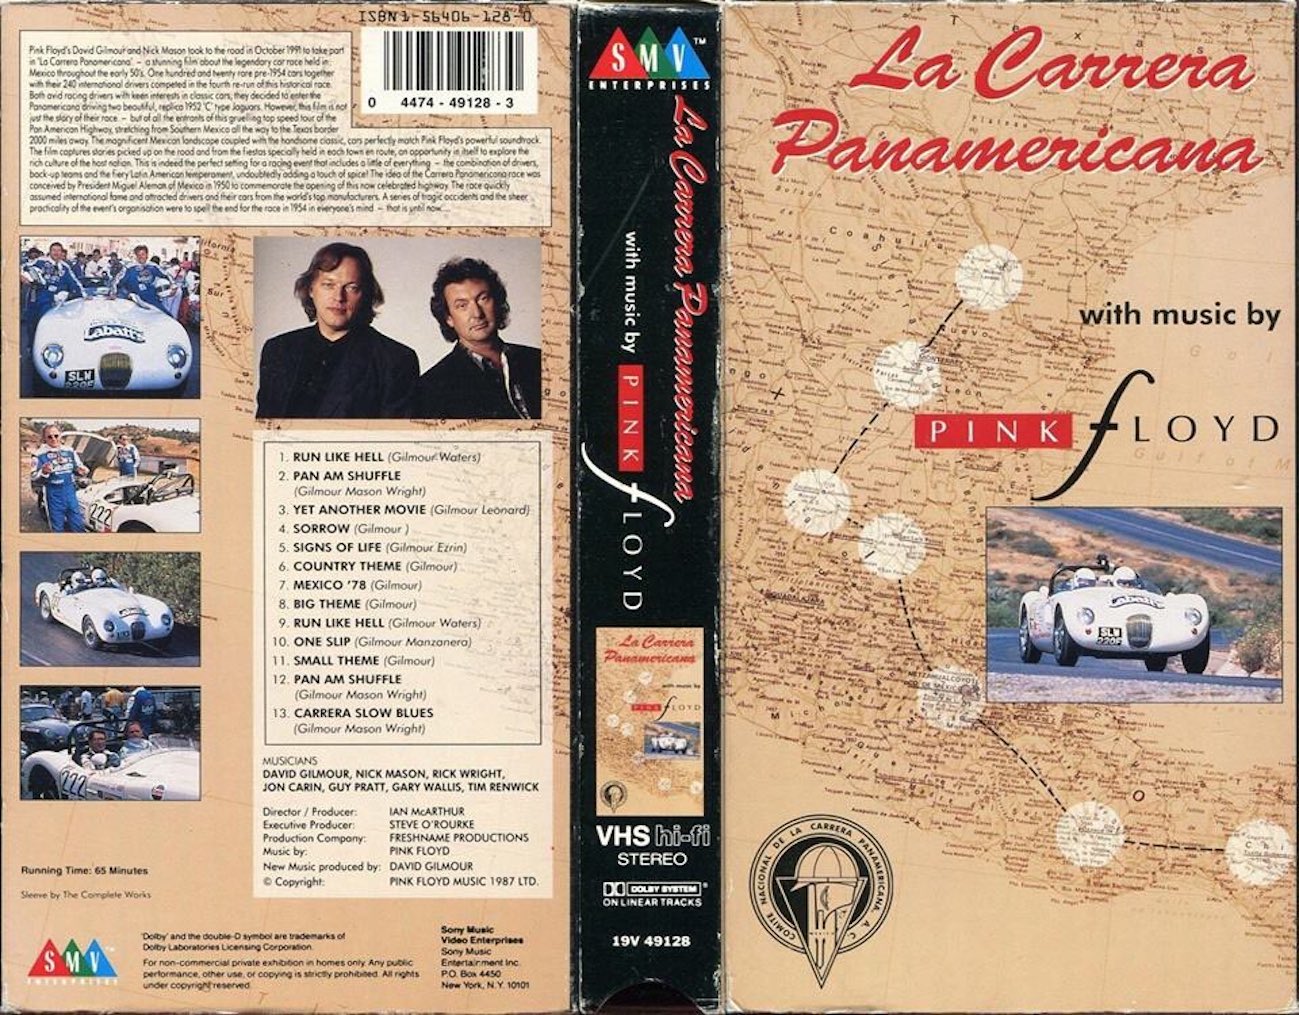 ISBN 1-56406-128-0
0 4474-49128-3
Pink Floyd's David Gilmour and Nick Mason took to the road in October 1991 to take part
in 'La Carrera Panamericana' – a stunning film about the legendary car race held in
Mexico throughout the early 50's. One hundred and twenty rare pre-1954 cars together
with their 240 international drivers competed in the fourth re-run of this historical race.
Both avid racing drivers with keen interests in classic cars, they decided to enter the
Panamericana driving two beautiful, replica 1952 'C' type Jaguars. However, this film is not
just the story of their race. – but of all the entrants of this gruelling top speed tour of the
Pan American Highway, stretching from Southern Mexico all the way to the Texas border
2000 miles away. The magnificent Mexican landscape coupled with the handsome classic, cars perfectly match Pink Floyd's powerful soundtrack.
The film captures stories picked up on the road and from the fiestas specially held in each town en route, an opportunity in itself to explore the
rich culture of the host nation. This is indeed the perfect setting for a racing event that includes a little of everything – the combination of drivers,
back-up teams and the fiery Latin American temperament, undoubtedly adding a touch of spice! The idea of the Carrera Panamericana race was
conceived by President Miguel Aleman of Mexico in 1950 to commemorate the opening of this now celebrated highway. The race quickly
assumed international fame and attracted drivers and their cars from the world's top manufacturers. A series of tragic accidents and the sheer
practicality of the event's organisation were to spell the end for the race in 1954 in everyone's mind – that is until now....
Labatt's
SLW
220F
222
222
1. RUN LIKE HELL (Gilmour Waters)
2. PAN AM SHUFFLE
(Gilmour Mason Wright)
3. YET ANOTHER MOVIE (Gilmour Leonard)
4. SORROW (Gilmour )
5. SIGNS OF LIFE (Gilmour Ezrin)
6. COUNTRY THEME (Gilmour)
7. MEXICO '78 (Gilmour)
8. BIG THEME (Gilmour)
9. RUN LIKE HELL (Gilmour Waters)
10. ONE SLIP (Gilmour Manzanera)
11. SMALL THEME (Gilmour)
12. PAN AM SHUFFLE
(Gilmour Mason Wright)
13. CARRERA SLOW BLUES
(Gilmour Mason Wright)
MUSICIANS
DAVID GILMOUR, NICK MASON, RICK WRIGHT,
JON CARIN, GUY PRATT, GARY WALLIS, TIM RENWICK
Director / Producer: IAN McARTHUR
Executive Producer: STEVE O'ROURKE
Production Company: FRESHNAME PRODUCTIONS
Music by: PINK FLOYD
New Music produced by: DAVID GILMOUR
© Copyright: PINK FLOYD MUSIC 1987 LTD.
Running Time: 65 Minutes
Sleeve by The Complete Works
SMV™
ENTERPRISES
'Dolby' and the double-D symbol are trademarks of
Dolby Laboratories Licensing Corporation.
For non-commercial private exhibition in homes only. Any public
performance, other use, or copying is strictly prohibited. All rights
under copyright reserved.
Sony Music
Video Enterprises
Sony Music
Entertainment Inc.
P.O. Box 4450
New York, N.Y. 10101
SMV™
ENTERPRISES
La Carrera Panamericana
with music by
PINK FLOYD
La Carrera
Panamericana
with music by
PINK FLOYD
VHS hi-fi
STEREO
DOLBY SYSTEM®
ON LINEAR TRACKS
19V 49128
La Carrera
Panamericana
with music by
PINK FLOYD
Texas
Coahuila
Labatt's
SLW
220F
COMITE NACIONAL DE LA CARRERA PANAMERICANA, A.C.